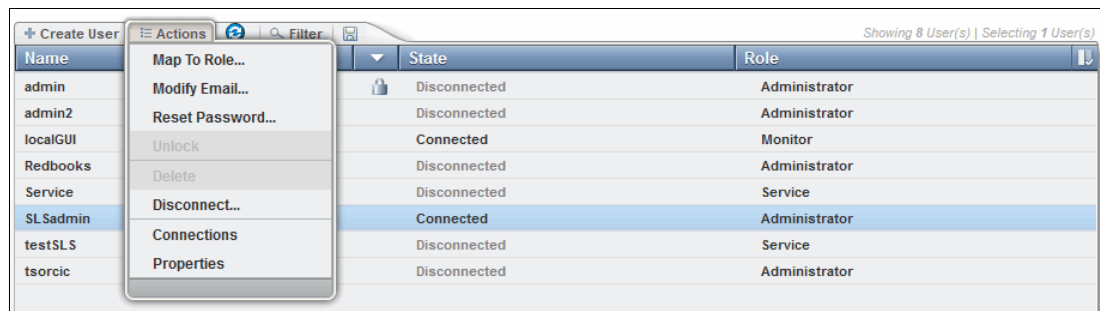 Create User Actions Filter Showing 8 User(s) | Selecting 1 User(s)
Name State Role
Map To Role...
Modify Email...
Reset Password...
Unlock
Delete
Disconnect...
Connections
Properties
admin Disconnected Administrator
admin2 Disconnected Administrator
localGUI Connected Monitor
Redbooks Disconnected Administrator
Service Disconnected Service
SLSadmin Connected Administrator
testSLS Disconnected Service
tsorcic Disconnected Administrator